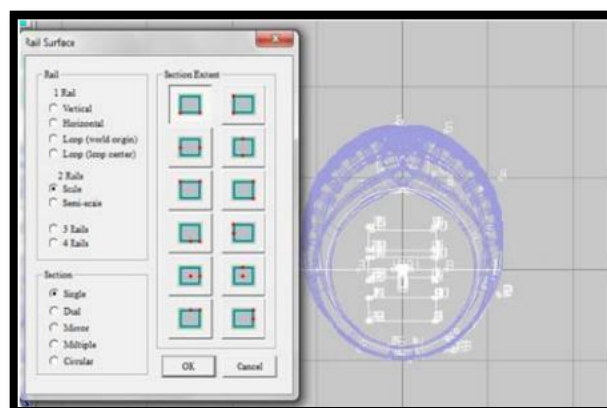 Rail Surface
Rail
1 Rail
Vertical
Horizontal
Loop (world origin)
Loop (loop center)
2 Rails
Scale
Semi-scale
3 Rails
4 Rails
Section
Single
Dual
Mirror
Multiple
Circular
Section Extent
OK
Cancel